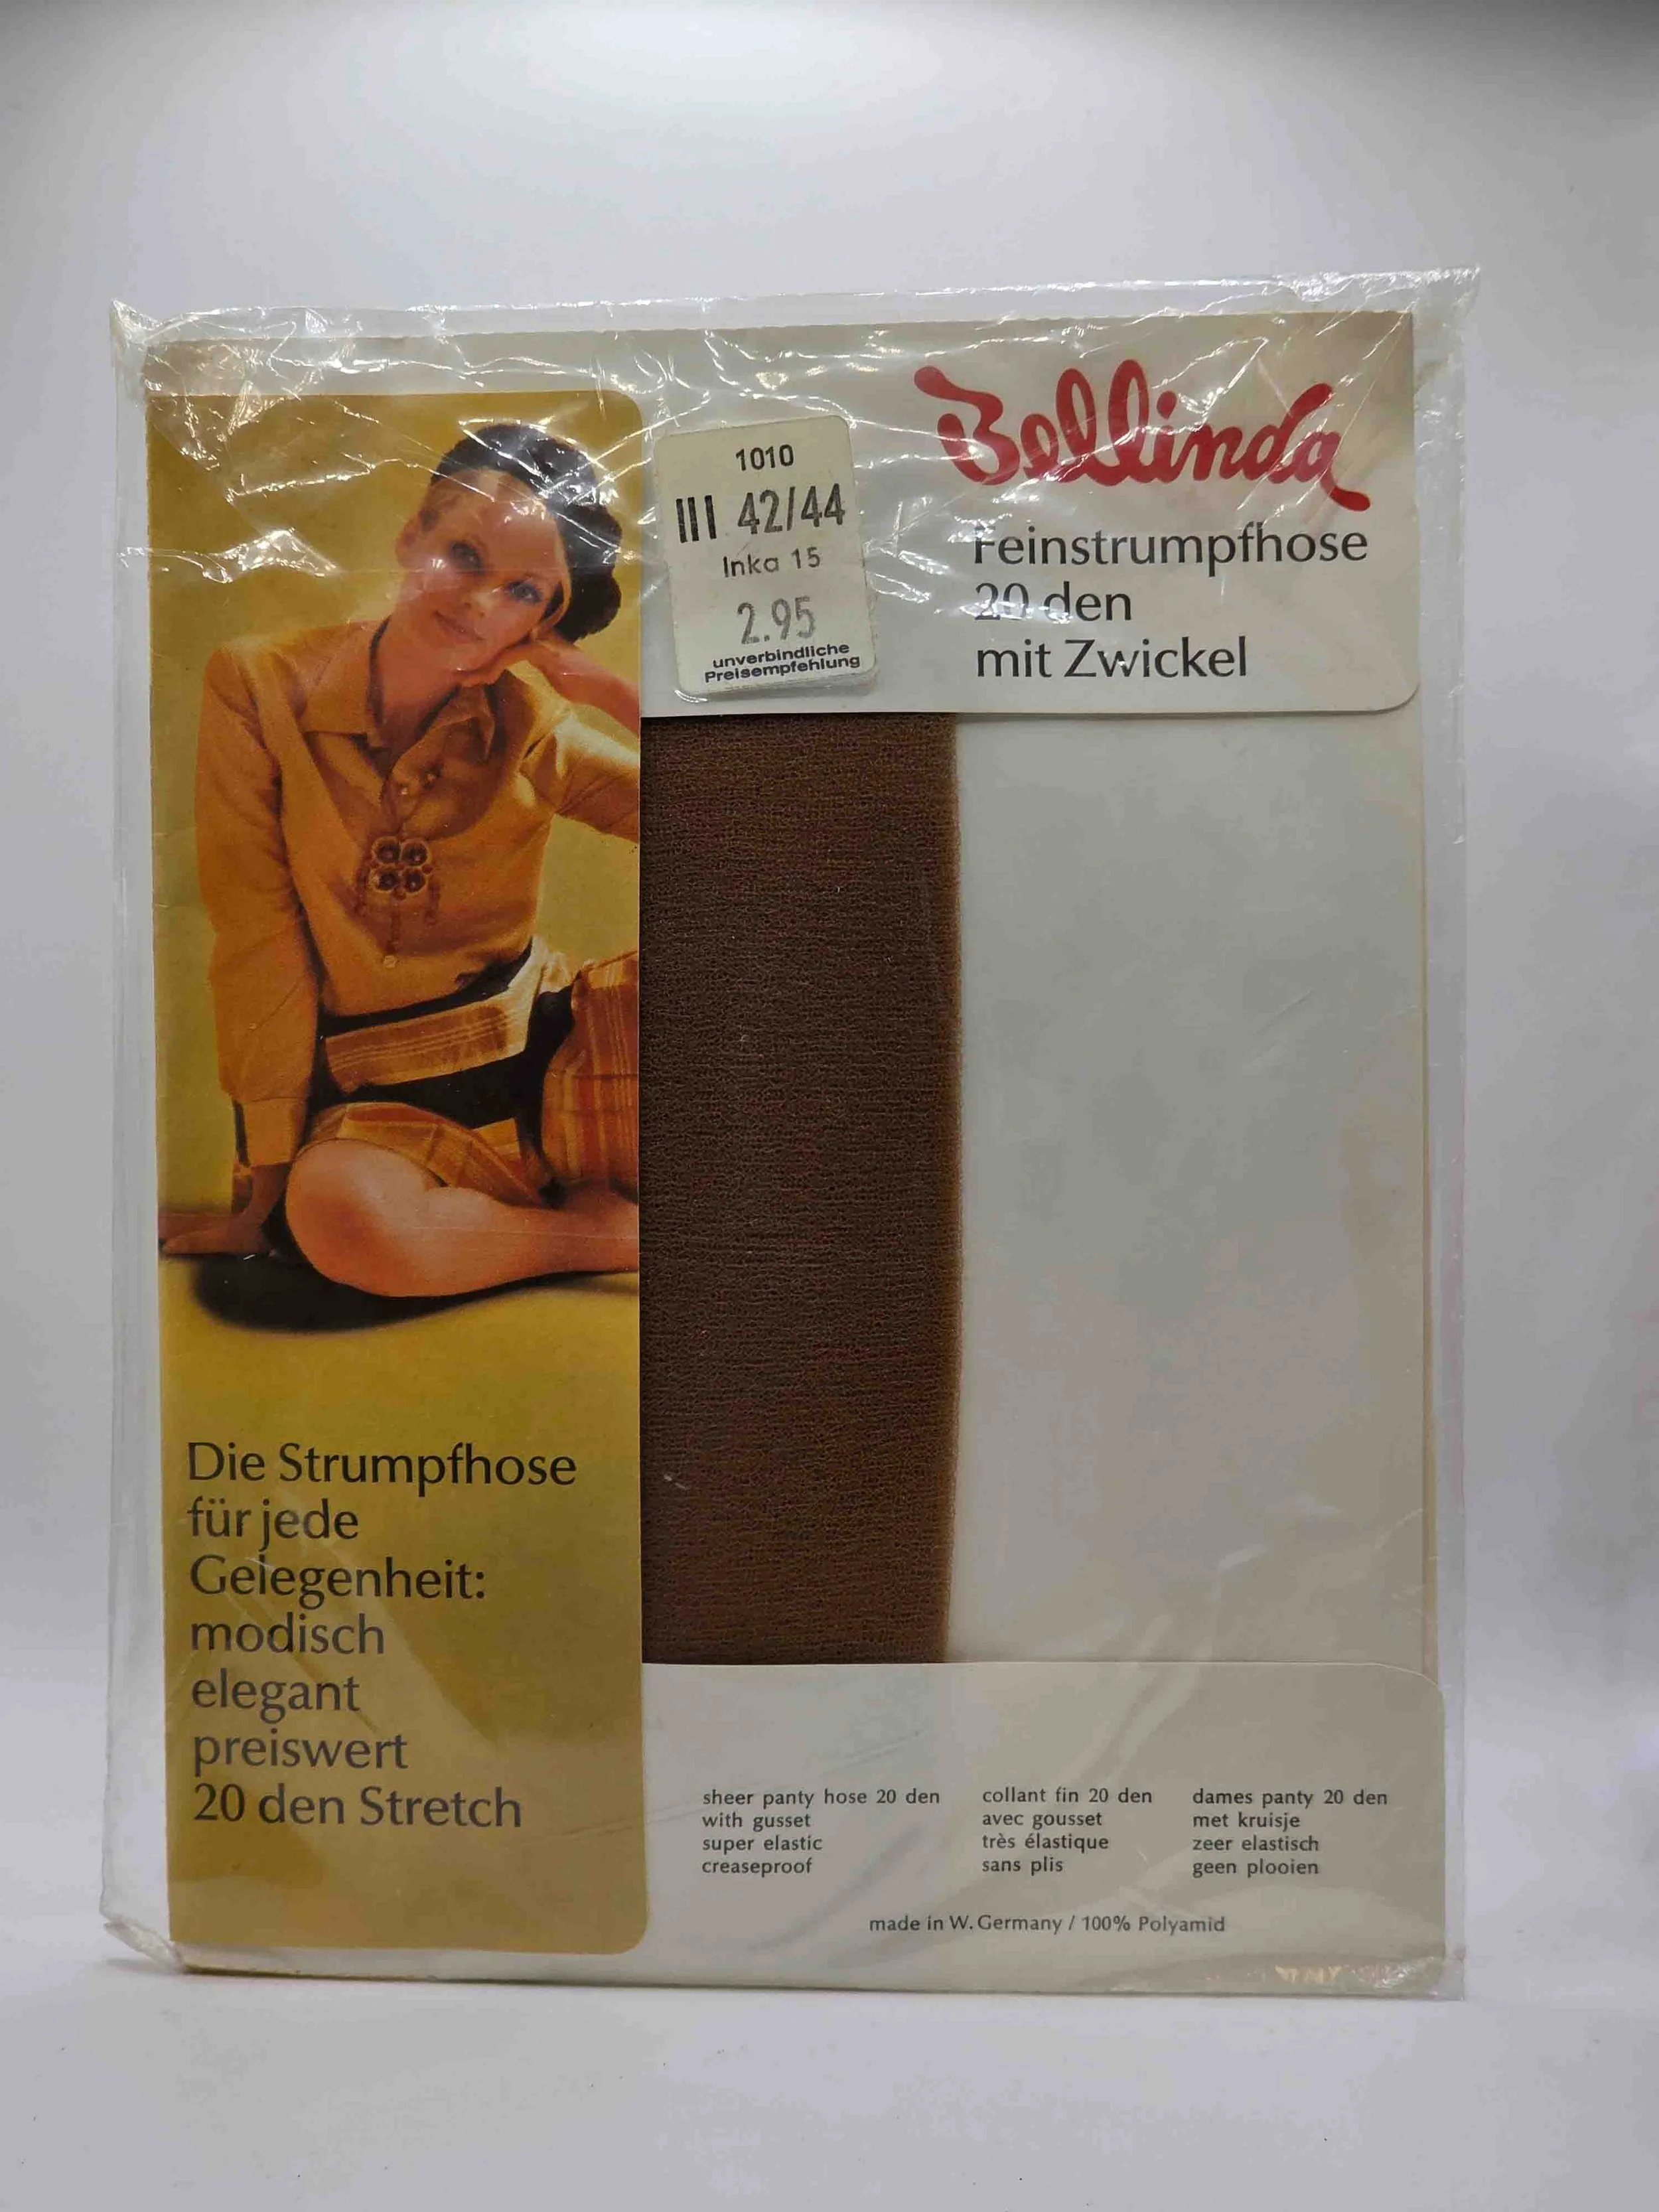 Bellinda
Feinstrumpfhose
20 den
mit Zwickel
1010
III 42/44
Inka 15
2.95
unverbindliche
Preisempfehlung
Die Strumpfhose
für jede
Gelegenheit:
modisch
elegant
preiswert
20 den Stretch
sheer panty hose 20 den
with gusset
super elastic
creaseproof
collant fin 20 den
avec gousset
très élastique
sans plis
dames panty 20 den
met kruisje
zeer elastisch
geen plooien
made in W. Germany / 100% Polyamid